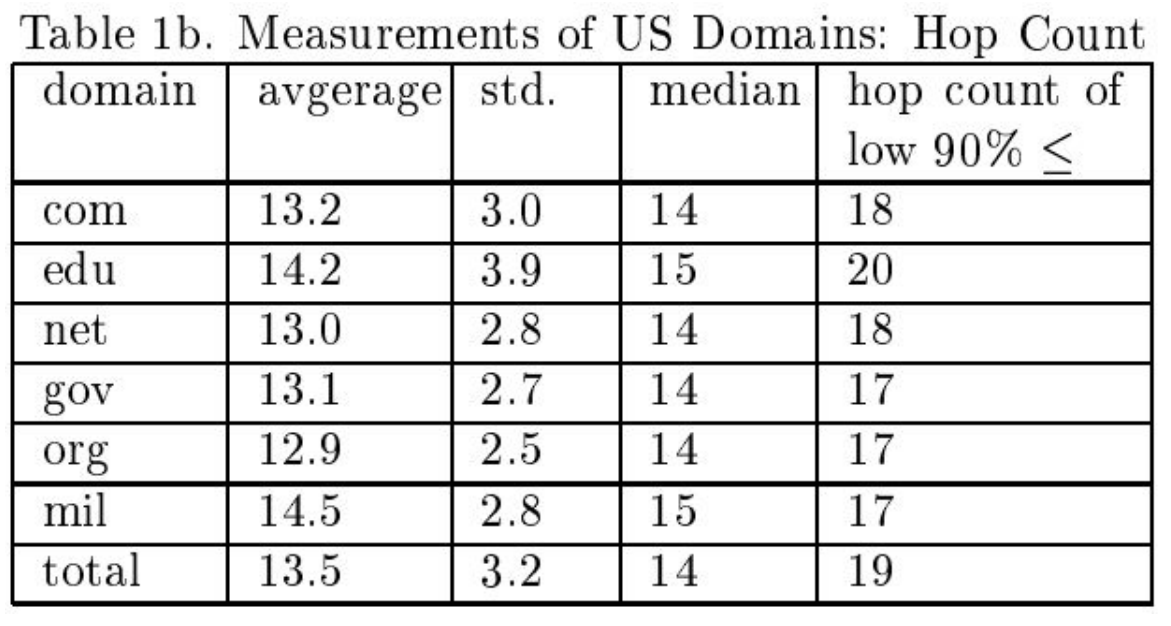 Table 1b. Measurements of US Domains: Hop Count
domain avgerage std. median hop count of
low 90% ≤
com 13.2 3.0 14 18
edu 14.2 3.9 15 20
net 13.0 2.8 14 18
gov 13.1 2.7 14 17
org 12.9 2.5 14 17
mil 14.5 2.8 15 17
total 13.5 3.2 14 19